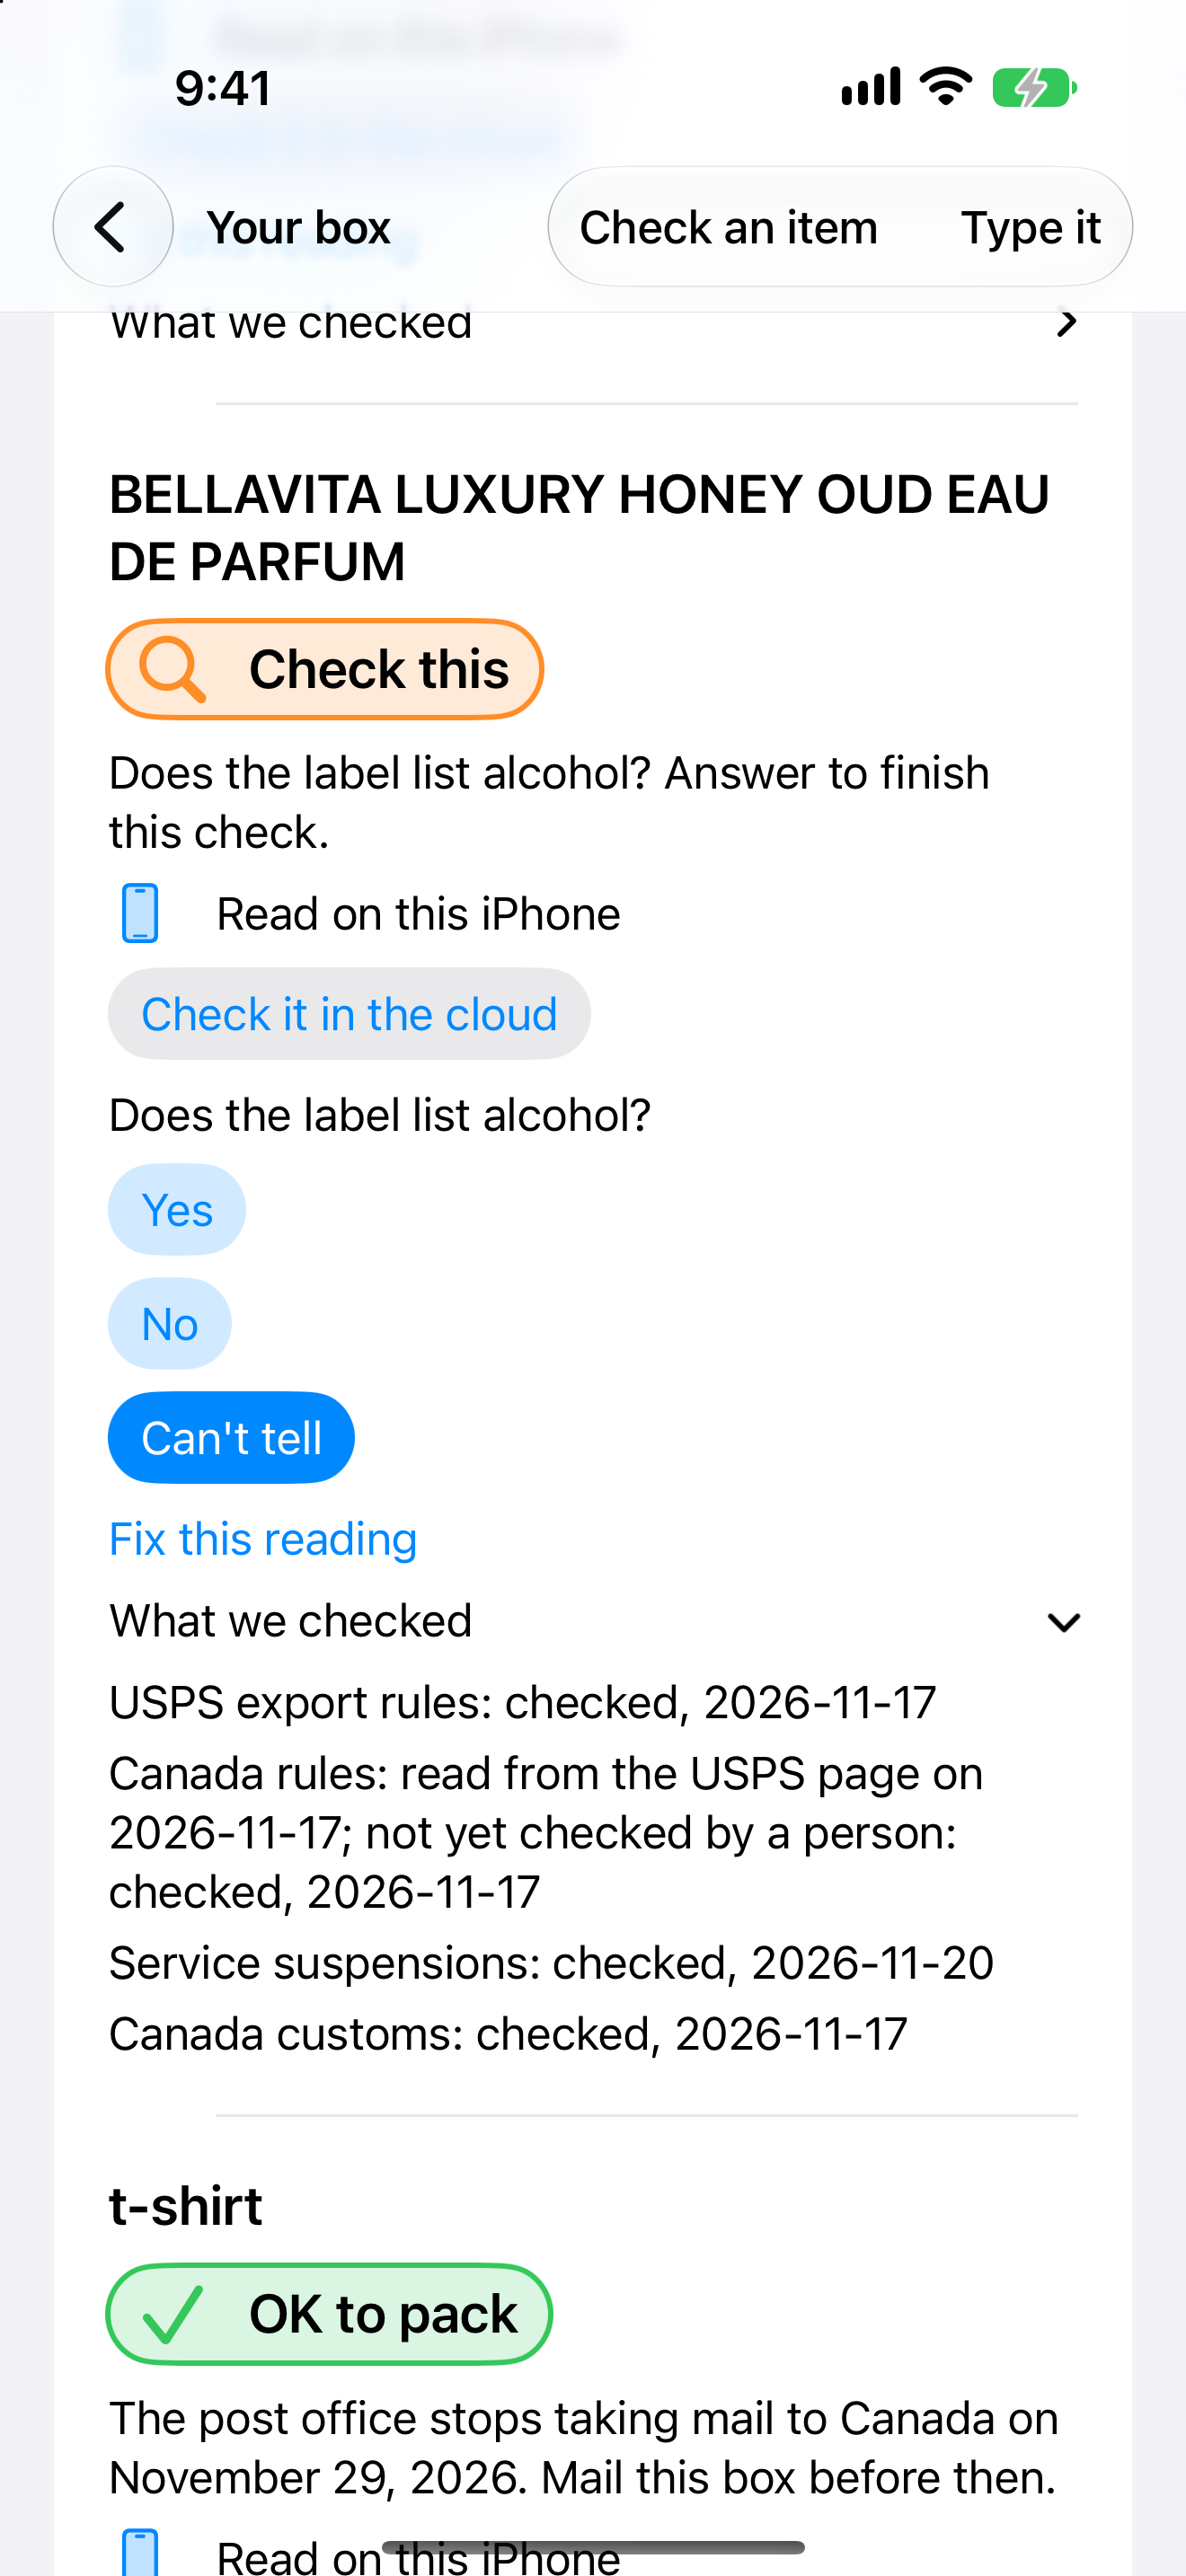 9:41
Your box
Check an item
Type it
What we checked
BELLAVITA LUXURY HONEY OUD EAU
DE PARFUM
Check this
Does the label list alcohol? Answer to finish
this check.
Read on this iPhone
Check it in the cloud
Does the label list alcohol?
Yes
No
Can't tell
Fix this reading
What we checked
USPS export rules: checked, 2026-11-17
Canada rules: read from the USPS page on
2026-11-17; not yet checked by a person:
checked, 2026-11-17
Service suspensions: checked, 2026-11-20
Canada customs: checked, 2026-11-17
t-shirt
OK to pack
The post office stops taking mail to Canada on
November 29, 2026. Mail this box before then.
Read on this iPhone